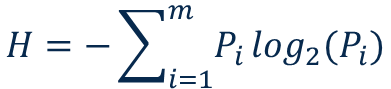 H = − ∑_{i=1}^{m} P_i log_2(P_i)